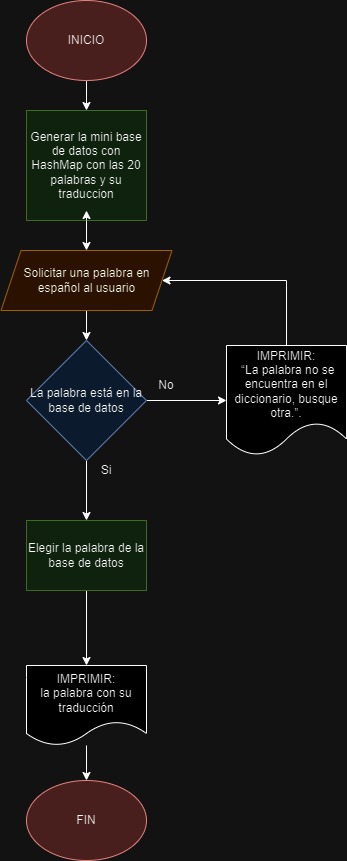 INICIO
Generar la mini base
de datos con
HashMap con las 20
palabras y su
traduccion
Solicitar una palabra en
español al usuario
La palabra está en la
base de datos
No
IMPRIMIR:
“La palabra no se
encuentra en el
diccionario, busque
otra.”.
Si
Elegir la palabra de la
base de datos
IMPRIMIR:
la palabra con su
traducción
FIN